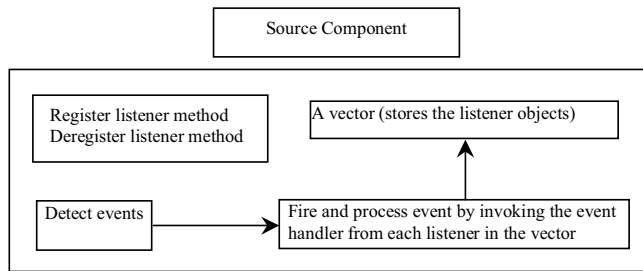 Source Component
Register listener method
Deregister listener method
A vector (stores the listener objects)
Detect events
Fire and process event by invoking the event
handler from each listener in the vector